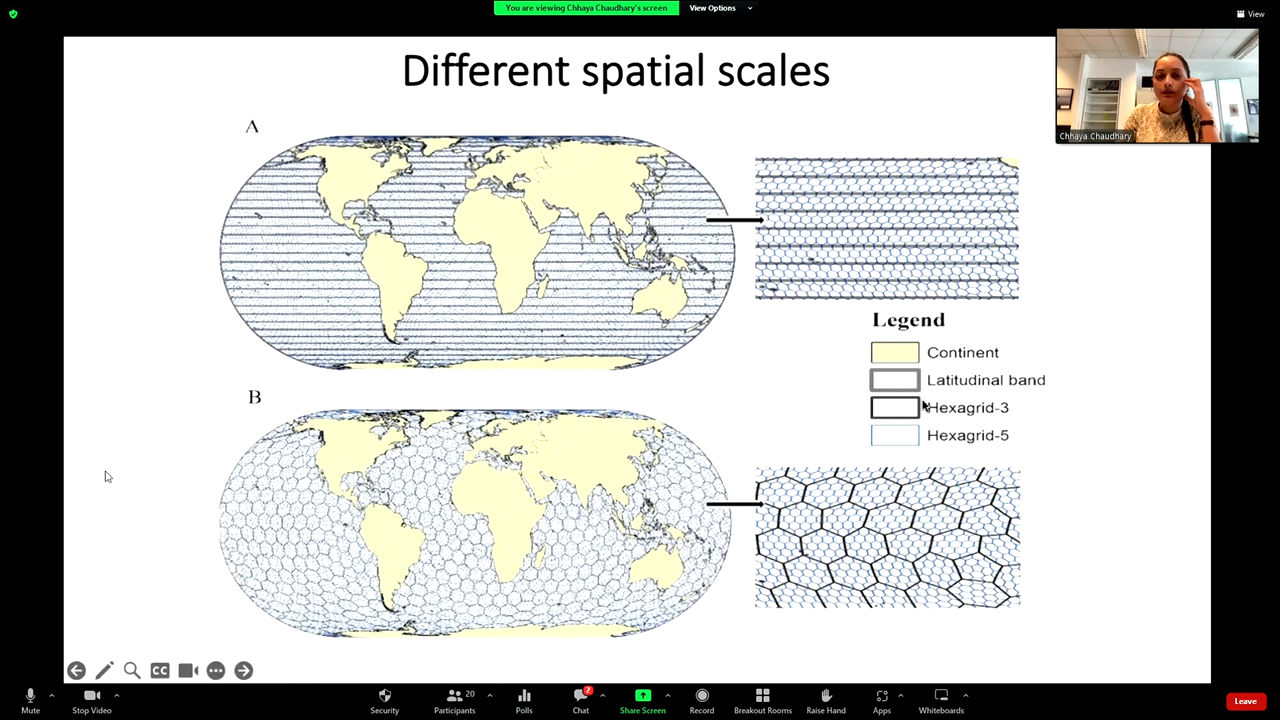 You are viewing Chhaya Chaudhary's screen
View Options
View
Different spatial scales
Chhaya Chaudhary
A
Legend
Continent
Latitudinal band
Hexagrid-3
Hexagrid-5
B
CC
Mute
Stop Video
Security
Participants
20
Polls
Chat
2
Share Screen
Record
Breakout Rooms
Raise Hand
Apps
Whiteboards
Leave